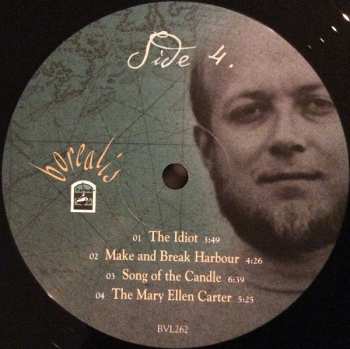 Side 4.
borealis
01 The Idiot 3:49
02 Make and Break Harbour 4:26
03 Song of the Candle 6:39
04 The Mary Ellen Carter 5:25
BVL262